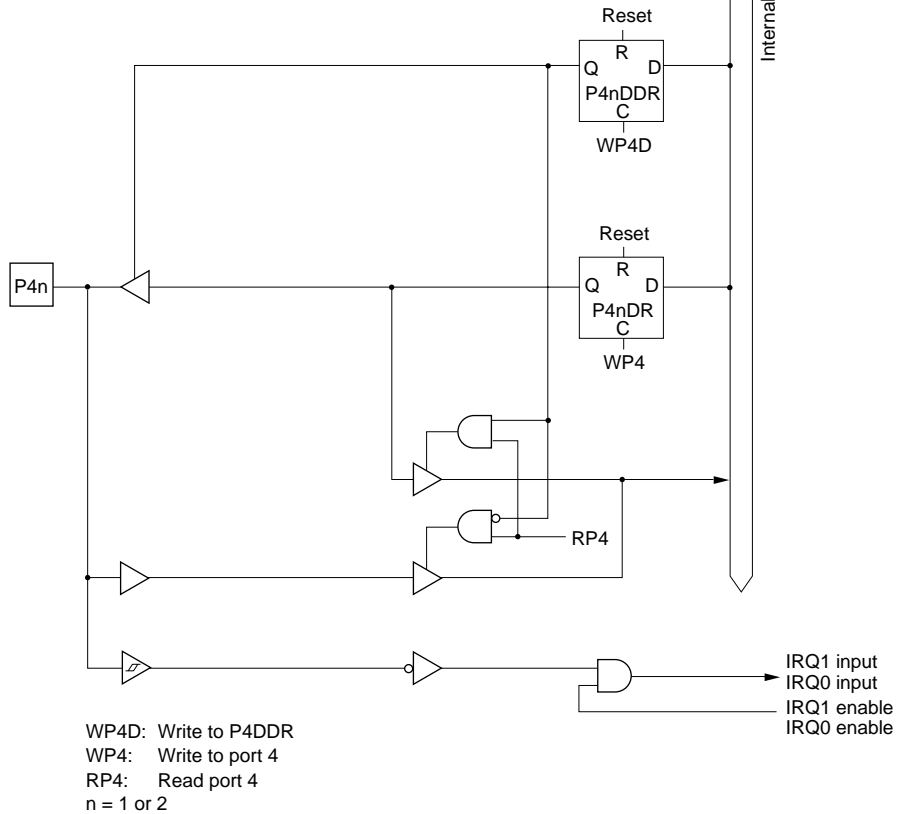 Internal
Reset
R
Q D
P4nDDR
C
WP4D
Reset
R
P4n
Q D
P4nDR
C
WP4
RP4
IRQ1 input
IRQ0 input
IRQ1 enable
IRQ0 enable
WP4D: Write to P4DDR
WP4: Write to port 4
RP4: Read port 4
n = 1 or 2